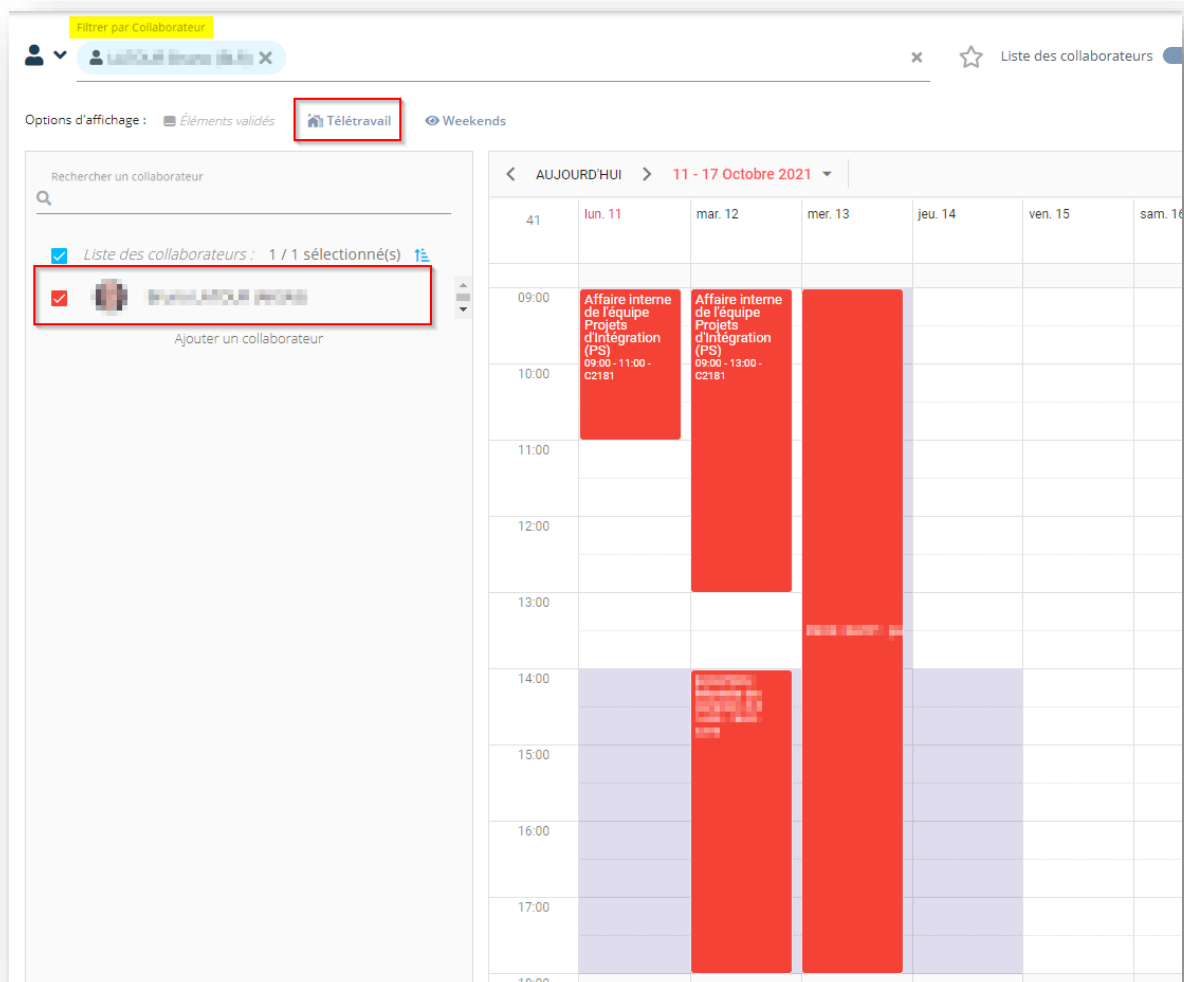 Filtrer par Collaborateur
Liste des collaborateurs
Options d'affichage :
Éléments validés
Télétravail
Weekends
Rechercher un collaborateur
Liste des collaborateurs : 1 / 1 sélectionné(s)
Ajouter un collaborateur
AUJOURD'HUI
11 - 17 Octobre 2021
41
lun. 11
mar. 12
mer. 13
jeu. 14
ven. 15
sam. 16
09:00
Affaire interne
de l'équipe
Projets
d'Intégration
(PS)
09:00 - 11:00 -
C2181
Affaire interne
de l'équipe
Projets
d'Intégration
(PS)
09:00 - 13:00 -
C2181
10:00
11:00
12:00
13:00
14:00
15:00
16:00
17:00
18:00